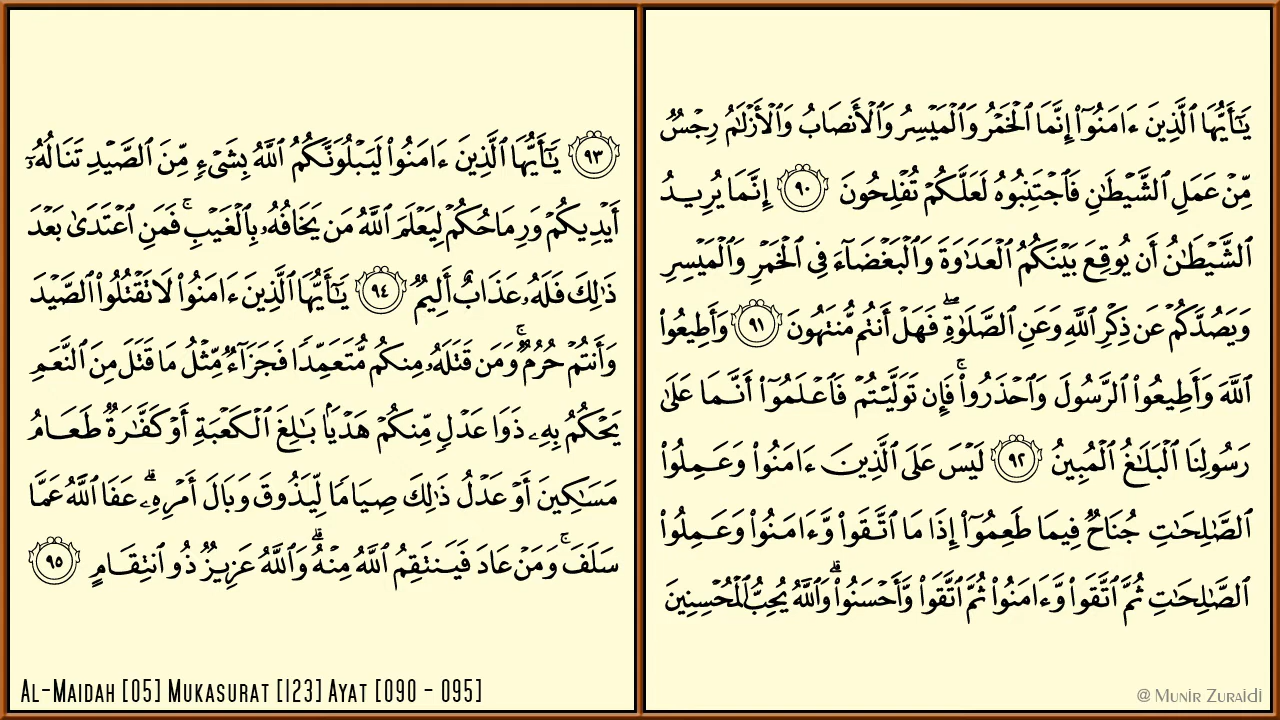 يَٰٓأَيُّهَا ٱلَّذِينَ ءَامَنُوٓا۟ إِنَّمَا ٱلْخَمْرُ وَٱلْمَيْسِرُ وَٱلْأَنصَابُ وَٱلْأَزْلَٰمُ رِجْسٌ
مِّنْ عَمَلِ ٱلشَّيْطَٰنِ فَٱجْتَنِبُوهُ لَعَلَّكُمْ تُفْلِحُونَ ٩٠ إِنَّمَا يُرِيدُ
ٱلشَّيْطَٰنُ أَن يُوقِعَ بَيْنَكُمُ ٱلْعَدَٰوَةَ وَٱلْبَغْضَآءَ فِى ٱلْخَمْرِ وَٱلْمَيْسِرِ
وَيَصُدَّكُمْ عَن ذِكْرِ ٱللَّهِ وَعَنِ ٱلصَّلَوٰةِۖ فَهَلْ أَنتُم مُّنتَهُونَ ٩١ وَأَطِيعُوا۟
ٱللَّهَ وَأَطِيعُوا۟ ٱلرَّسُولَ وَٱحْذَرُوا۟ۚ فَإِن تَوَلَّيْتُمْ فَٱعْلَمُوٓا۟ أَنَّمَا عَلَىٰ
رَسُولِنَا ٱلْبَلَٰغُ ٱلْمُبِينُ ٩٢ لَيْسَ عَلَى ٱلَّذِينَ ءَامَنُوا۟ وَعَمِلُوا۟
ٱلصَّٰلِحَٰتِ جُنَاحٌ فِيمَا طَعِمُوٓا۟ إِذَا مَا ٱتَّقَوا۟ وَّءَامَنُوا۟ وَعَمِلُوا۟
ٱلصَّٰلِحَٰتِ ثُمَّ ٱتَّقَوا۟ وَّءَامَنُوا۟ ثُمَّ ٱتَّقَوا۟ وَّأَحْسَنُوا۟ۗ وَٱللَّهُ يُحِبُّ ٱلْمُحْسِنِينَ
٩٣ يَٰٓأَيُّهَا ٱلَّذِينَ ءَامَنُوا۟ لَيَبْلُوَنَّكُمُ ٱللَّهُ بِشَىْءٍ مِّنَ ٱلصَّيْدِ تَنَالُهُۥٓ
أَيْدِيكُمْ وَرِمَاحُكُمْ لِيَعْلَمَ ٱللَّهُ مَن يَخَافُهُۥ بِٱلْغَيْبِۚ فَمَنِ ٱعْتَدَىٰ بَعْدَ
ذَٰلِكَ فَلَهُۥ عَذَابٌ أَلِيمٌ ٩٤ يَٰٓأَيُّهَا ٱلَّذِينَ ءَامَنُوا۟ لَا تَقْتُلُوا۟ ٱلصَّيْدَ
وَأَنتُمْ حُرُمٌۚ وَمَن قَتَلَهُۥ مِنكُم مُّتَعَمِّدًا فَجَزَآءٌ مِّثْلُ مَا قَتَلَ مِنَ ٱلنَّعَمِ
يَحْكُمُ بِهِۦ ذَوَا عَدْلٍ مِّنكُمْ هَدْيًۢا بَٰلِغَ ٱلْكَعْبَةِ أَوْ كَفَّٰرَةٌ طَعَامُ
مَسَٰكِينَ أَوْ عَدْلُ ذَٰلِكَ صِيَامًا لِّيَذُوقَ وَبَالَ أَمْرِهِۦۗ عَفَا ٱللَّهُ عَمَّا
سَلَفَۚ وَمَنْ عَادَ فَيَنتَقِمُ ٱللَّهُ مِنْهُۗ وَٱللَّهُ عَزِيزٌ ذُو ٱنتِقَامٍ ٩٥
AL-MAIDAH [05] MUKASURAT [123] AYAT [090 - 095]
@ Munir Zuraidi